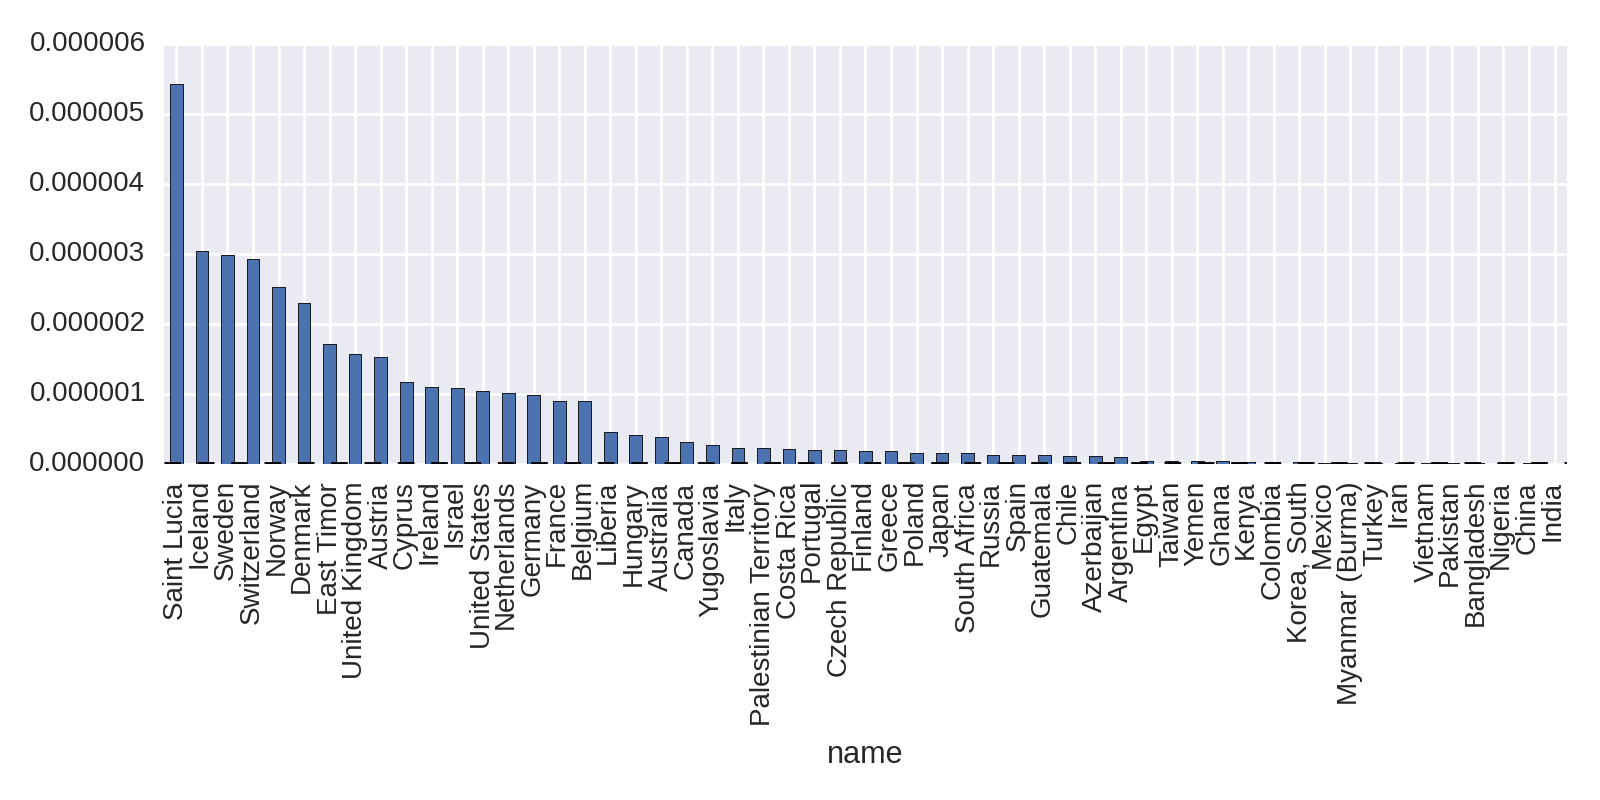 0.000006
0.000005
0.000004
0.000003
0.000002
0.000001
0.000000
Saint Lucia
Iceland
Sweden
Switzerland
Norway
Denmark
East Timor
United Kingdom
Austria
Cyprus
Ireland
Israel
United States
Netherlands
Germany
France
Belgium
Liberia
Hungary
Australia
Canada
Yugoslavia
Italy
Palestinian Territory
Costa Rica
Portugal
Czech Republic
Finland
Greece
Poland
Japan
South Africa
Russia
Spain
Guatemala
Chile
Azerbaijan
Argentina
Egypt
Taiwan
Yemen
Ghana
Kenya
Colombia
Korea, South
Mexico
Myanmar (Burma)
Turkey
Iran
Vietnam
Pakistan
Bangladesh
Nigeria
China
India
name